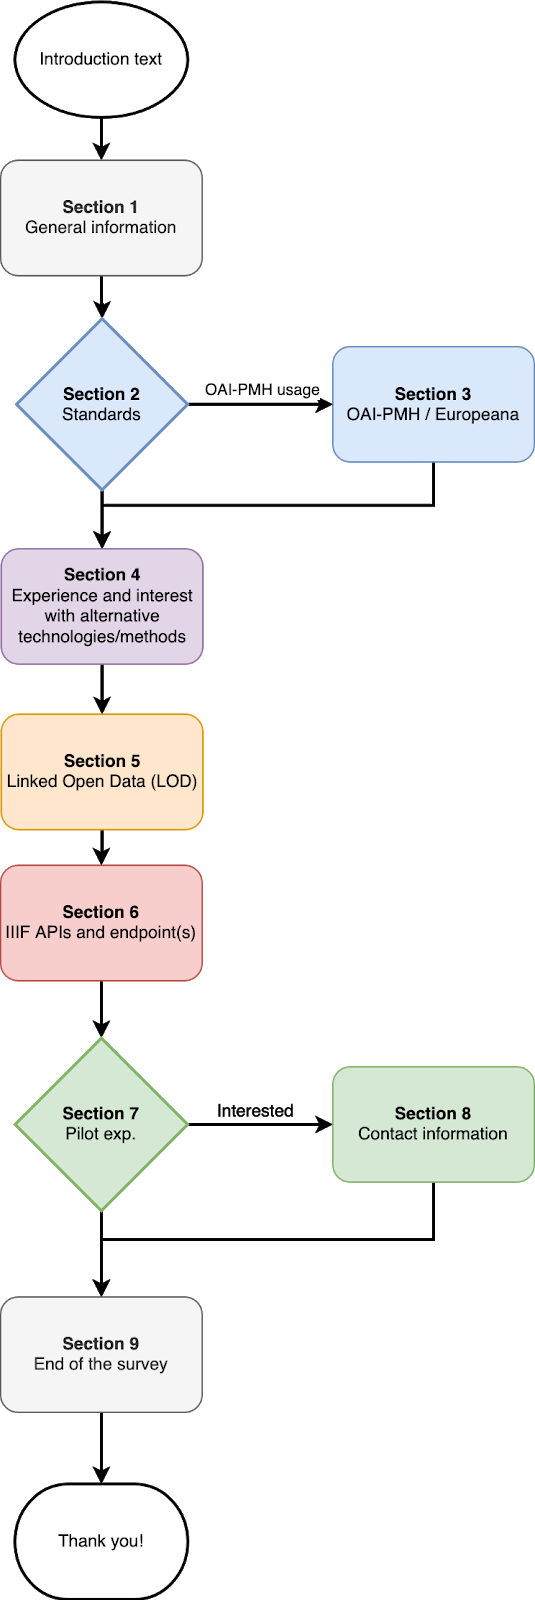 Introduction text
Section 1
General information
Section 2
Standards
OAI-PMH usage
Section 3
OAI-PMH / Europeana
Section 4
Experience and interest
with alternative
technologies/methods
Section 5
Linked Open Data (LOD)
Section 6
IIIF APIs and endpoint(s)
Section 7
Pilot exp.
Interested
Section 8
Contact information
Section 9
End of the survey
Thank you!